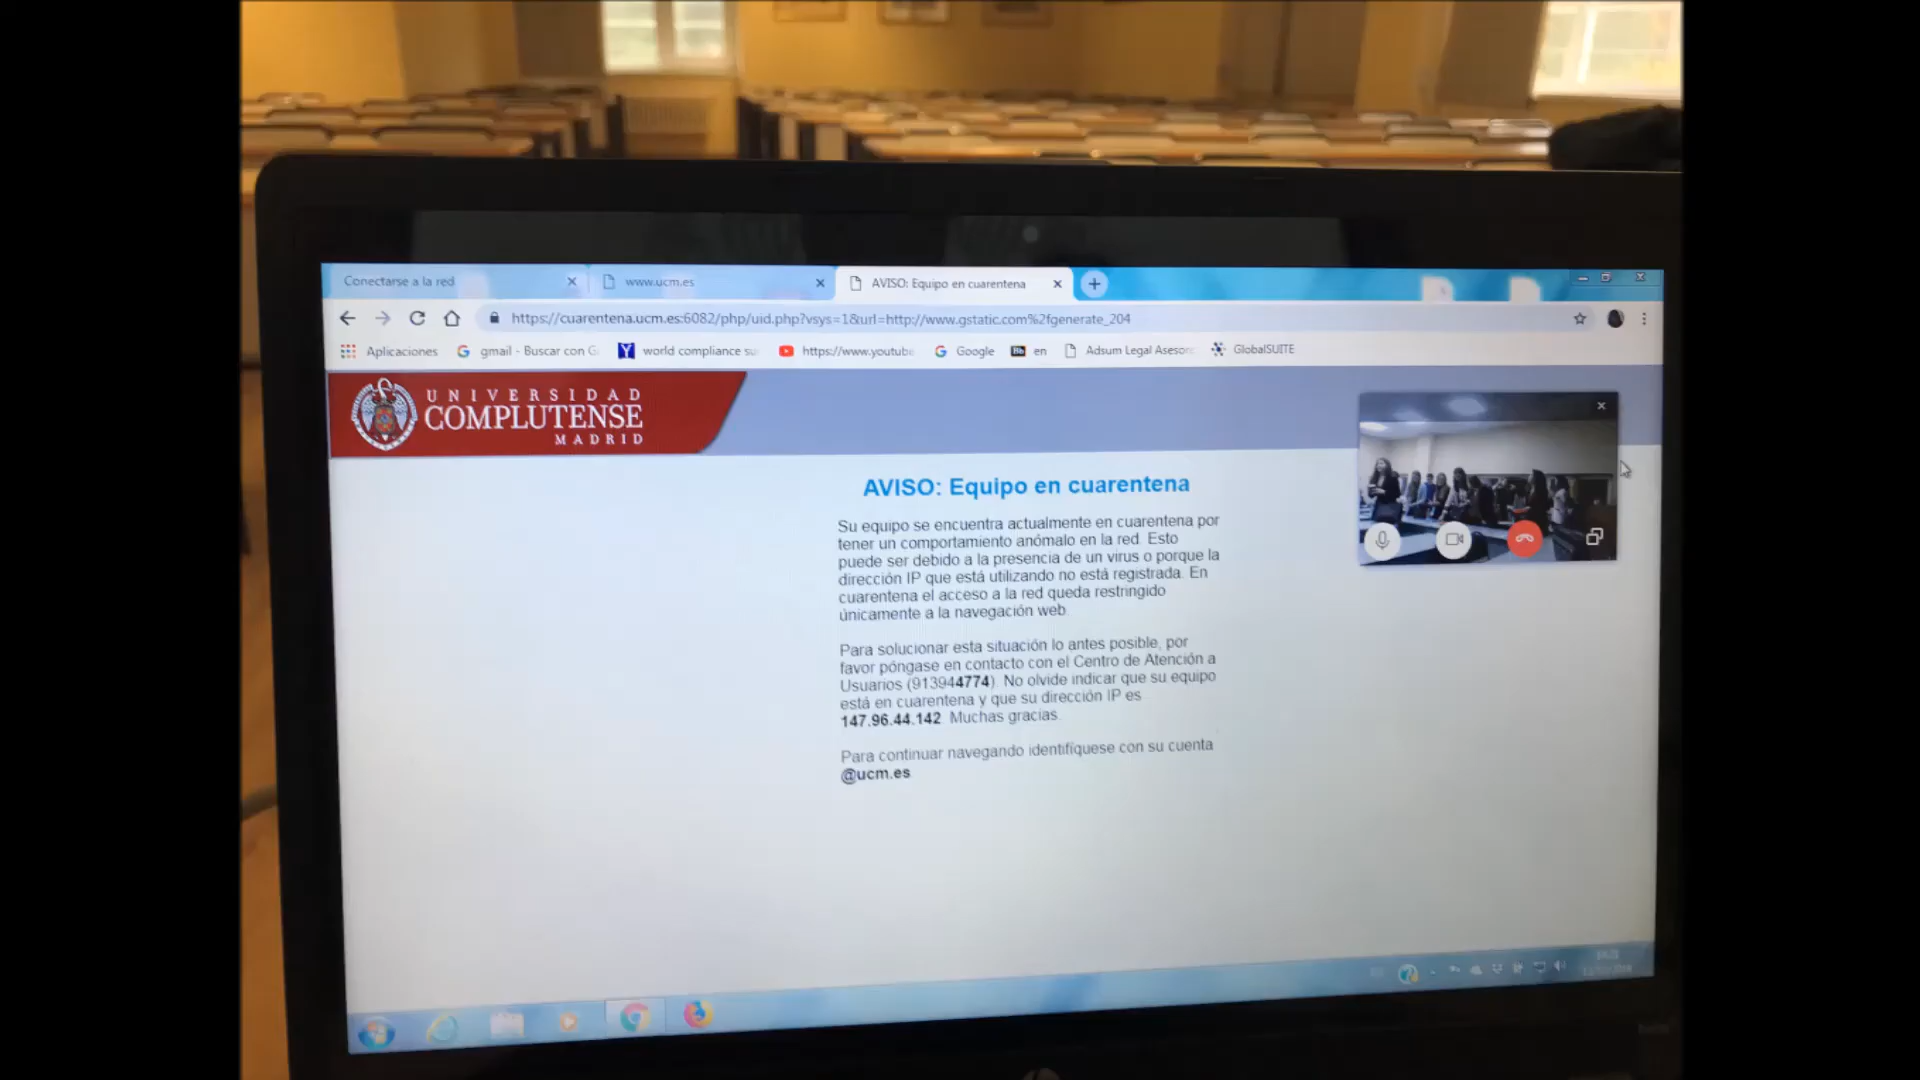 Conectarse a la red
www.ucm.es
AVISO: Equipo en cuarentena
https://cuarentena.ucm.es:6082/php/uid.php?vsys=1&url=http://www.gstatic.com%2fgenerate_204
Aplicaciones
gmail - Buscar con G
world compliance su
https://www.youtube
Google
Bb en
Adsum Legal Asesor
GlobalSUITE
UNIVERSIDAD
COMPLUTENSE
MADRID
AVISO: Equipo en cuarentena
Su equipo se encuentra actualmente en cuarentena por
tener un comportamiento anómalo en la red. Esto
puede ser debido a la presencia de un virus o porque la
dirección IP que está utilizando no está registrada. En
cuarentena el acceso a la red queda restringido
únicamente a la navegación web
Para solucionar esta situación lo antes posible, por
favor póngase en contacto con el Centro de Atención a
Usuarios (913944774). No olvide indicar que su equipo
está en cuarentena y que su dirección IP es
147.96.44.142. Muchas gracias.
Para continuar navegando identifíquese con su cuenta
@ucm.es